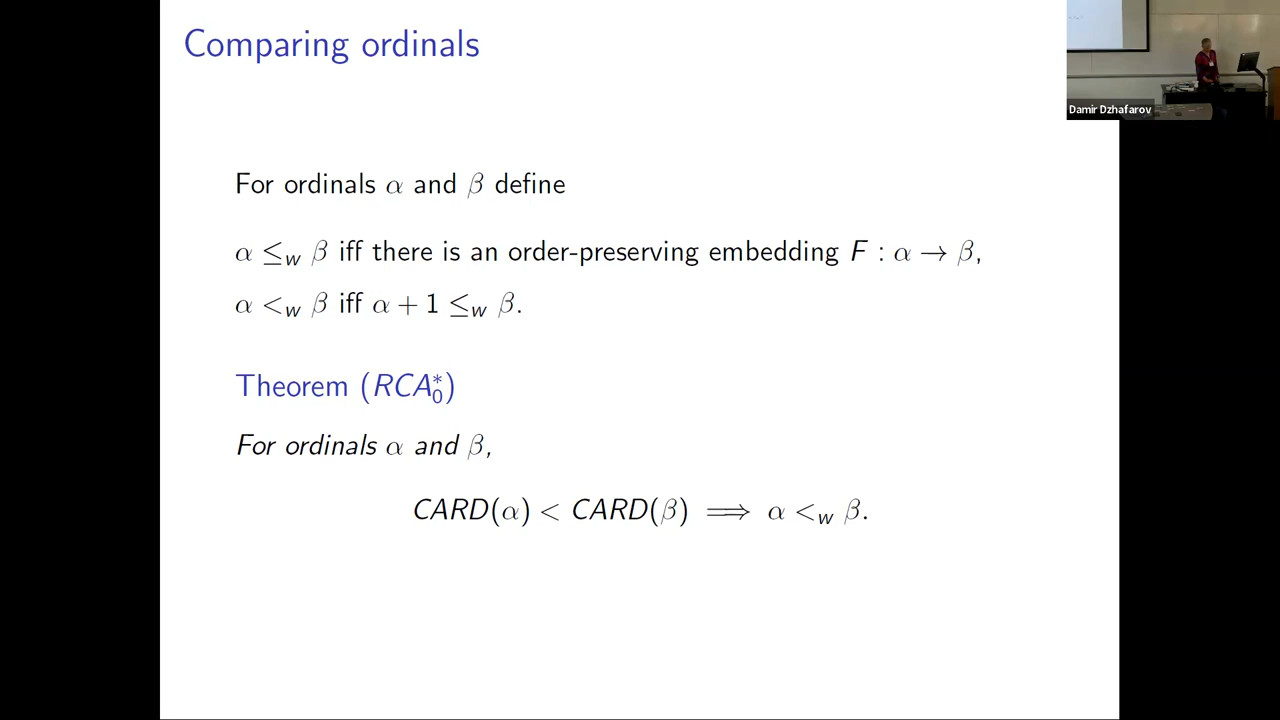 Comparing ordinals
Damir Dzhafarov
For ordinals α and β define
α ≤_w β iff there is an order-preserving embedding F : α → β,
α <_w β iff α + 1 ≤_w β.
Theorem (RCA₀*)
For ordinals α and β,
CARD(α) < CARD(β) ⟹ α <_w β.